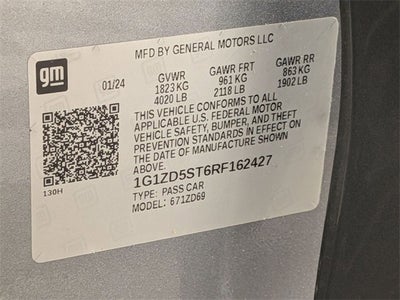 MFD BY GENERAL MOTORS LLC
gm
01/24 GVWR GAWR FRT GAWR RR
1823 KG 961 KG 863 KG
4020 LB 2118 LB 1902 LB
THIS VEHICLE CONFORMS TO ALL
APPLICABLE U.S. FEDERAL MOTOR
VEHICLE SAFETY, BUMPER, AND THEFT
PREVENTION STANDARDS IN EFFECT ON
THE DATE OF MANUFACTURE SHOWN
ABOVE.
1G1ZD5ST6RF162427
130H
TYPE: PASS CAR
MODEL: 671ZD69